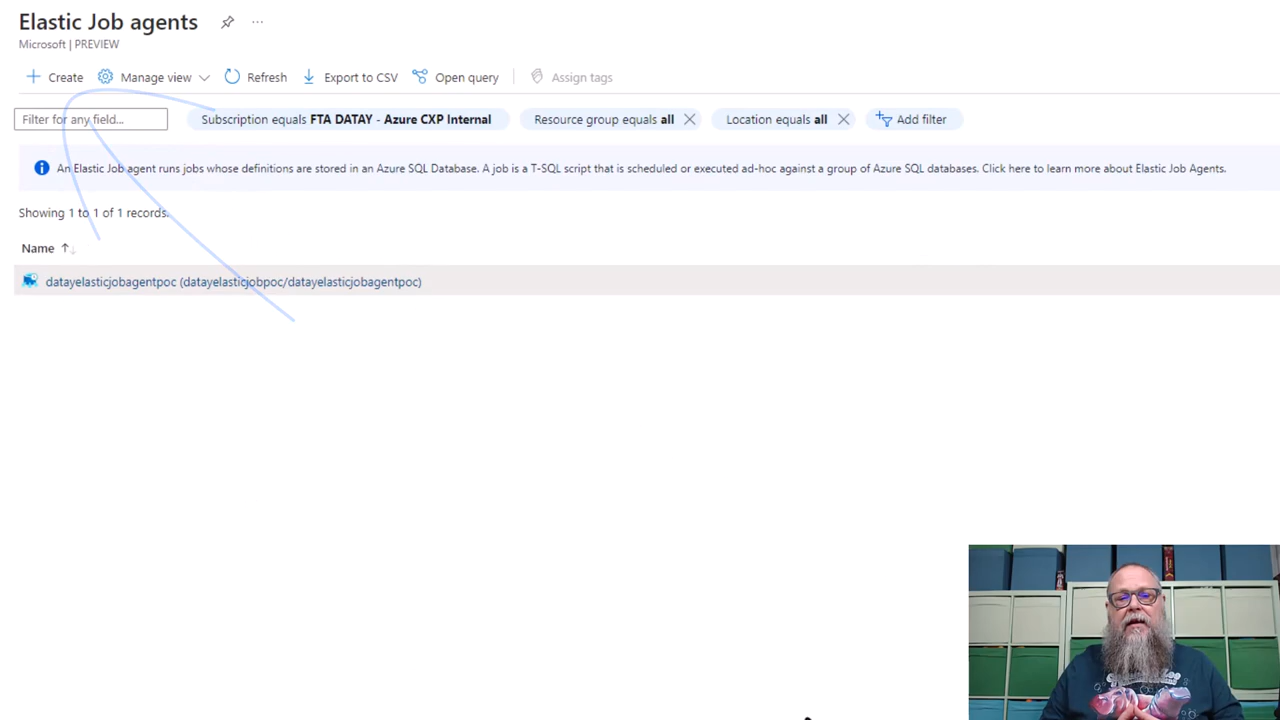 Elastic Job agents
Microsoft | PREVIEW
Create Manage view Refresh Export to CSV Open query Assign tags
Filter for any field... Subscription equals FTA DATAY - Azure CXP Internal Resource group equals all Location equals all Add filter
An Elastic Job agent runs jobs whose definitions are stored in an Azure SQL Database. A job is a T-SQL script that is scheduled or executed ad-hoc against a group of Azure SQL databases. Click here to learn more about Elastic Job Agents.
Showing 1 to 1 of 1 records.
Name
datayelasticjobagentpoc (datayelasticjobpoc/datayelasticjobagentpoc)